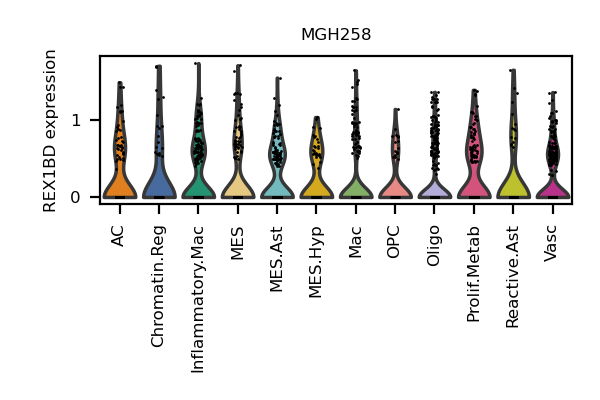 MGH258
REX1BD expression
1
0
AC
Chromatin.Reg
Inflammatory.Mac
MES
MES.Ast
MES.Hyp
Mac
OPC
Oligo
Prolif.Metab
Reactive.Ast
Vasc